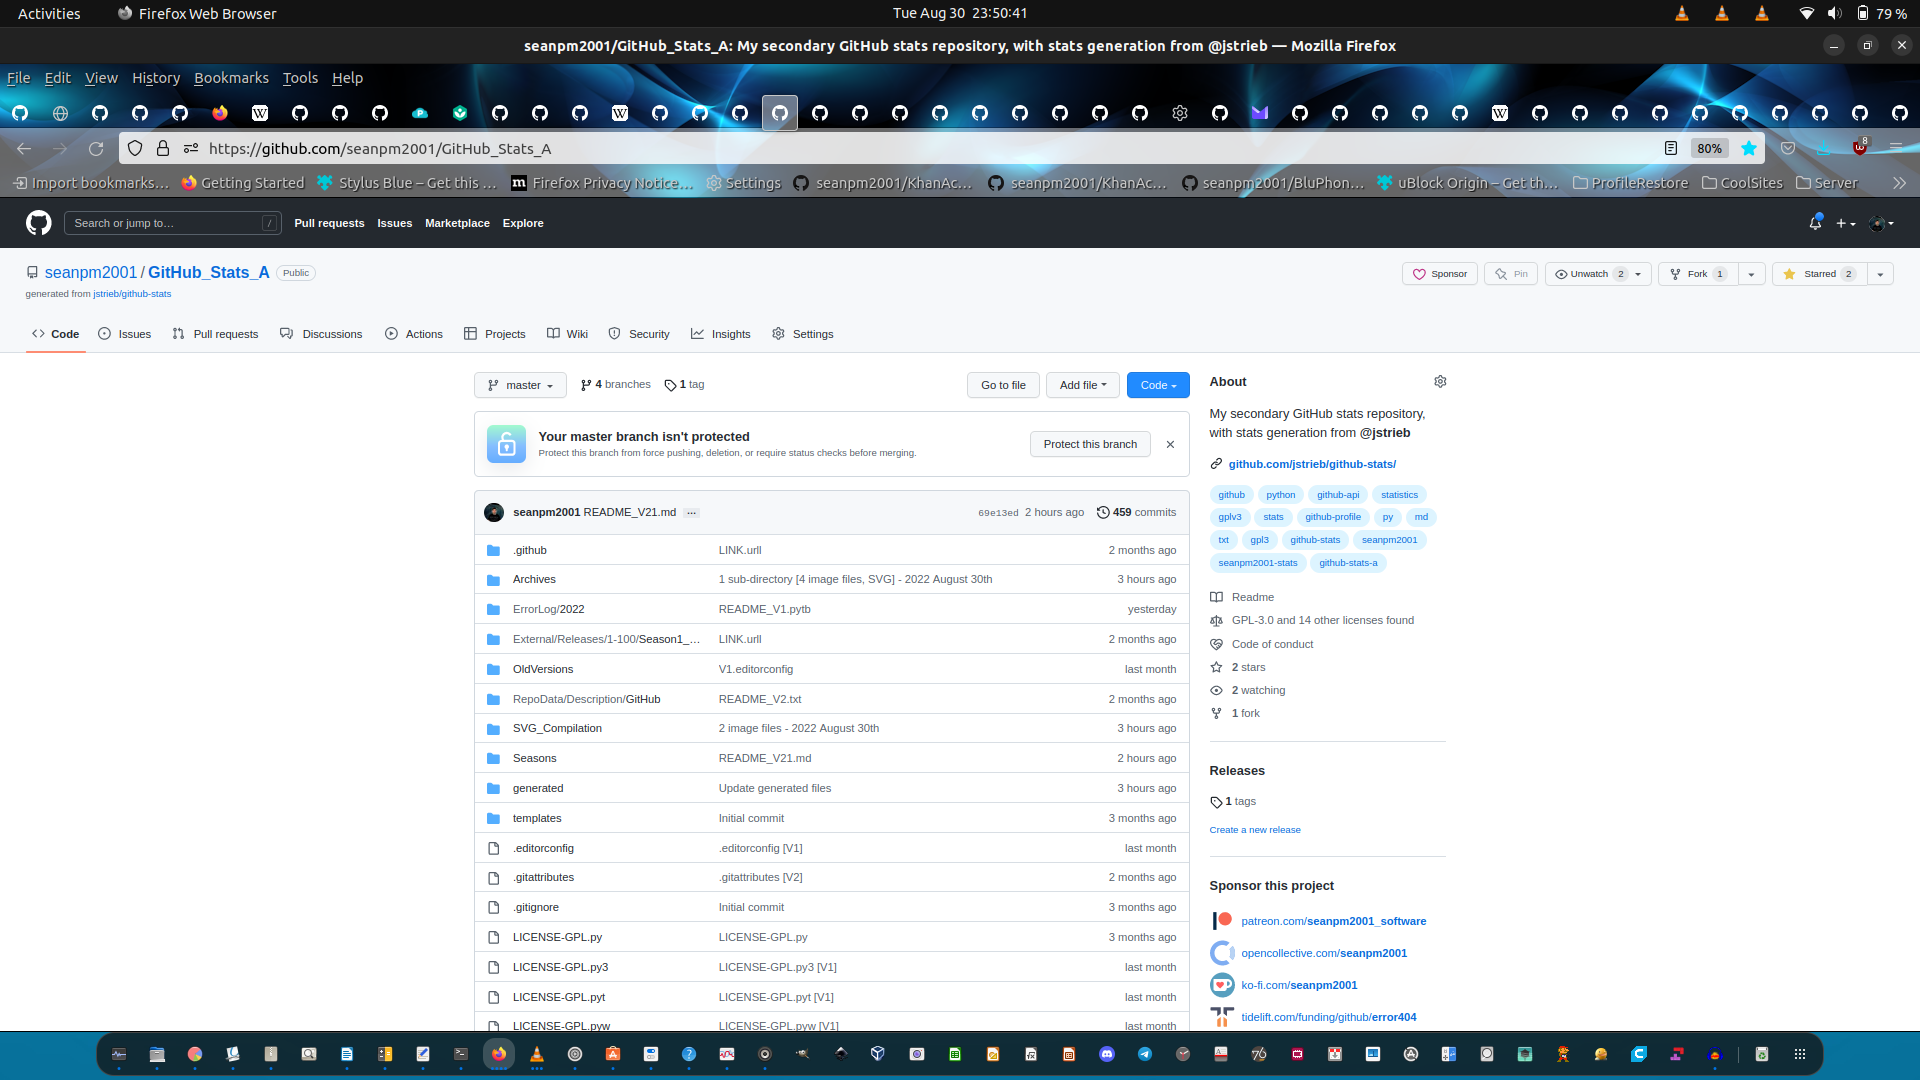 Activities Firefox Web Browser Tue Aug 30 23:50:41 79 %
seanpm2001/GitHub_Stats_A: My secondary GitHub stats repository, with stats generation from @jstrieb — Mozilla Firefox
File Edit View History Bookmarks Tools Help
https://github.com/seanpm2001/GitHub_Stats_A 80% 8
Import bookmarks… Getting Started Stylus Blue – Get this … Firefox Privacy Notice… Settings seanpm2001/KhanAc… seanpm2001/KhanAc… seanpm2001/BluPhon… uBlock Origin – Get th… ProfileRestore CoolSites Server
Search or jump to… / Pull requests Issues Marketplace Explore
seanpm2001 / GitHub_Stats_A Public Sponsor Pin Unwatch 2 Fork 1 Starred 2
generated from jstrieb/github-stats
Code Issues Pull requests Discussions Actions Projects Wiki Security Insights Settings
master 4 branches 1 tag Go to file Add file Code
Your master branch isn't protected
Protect this branch from force pushing, deletion, or require status checks before merging.
Protect this branch
seanpm2001 README_V21.md ... 69e13ed 2 hours ago 459 commits
.github LINK.urll 2 months ago
Archives 1 sub-directory [4 image files, SVG] - 2022 August 30th 3 hours ago
ErrorLog/2022 README_V1.pytb yesterday
External/Releases/1-100/Season1_… LINK.urll 2 months ago
OldVersions V1.editorconfig last month
RepoData/Description/GitHub README_V2.txt 2 months ago
SVG_Compilation 2 image files - 2022 August 30th 3 hours ago
Seasons README_V21.md 2 hours ago
generated Update generated files 3 hours ago
templates Initial commit 3 months ago
.editorconfig .editorconfig [V1] last month
.gitattributes .gitattributes [V2] 2 months ago
.gitignore Initial commit 3 months ago
LICENSE-GPL.py LICENSE-GPL.py 3 months ago
LICENSE-GPL.py3 LICENSE-GPL.py3 [V1] last month
LICENSE-GPL.pyt LICENSE-GPL.pyt [V1] last month
LICENSE-GPL.pyw LICENSE-GPL.pyw [V1] last month
About
My secondary GitHub stats repository,
with stats generation from @jstrieb
github.com/jstrieb/github-stats/
github python github-api statistics
gplv3 stats github-profile py md
txt gpl3 github-stats seanpm2001
seanpm2001-stats github-stats-a
Readme
GPL-3.0 and 14 other licenses found
Code of conduct
2 stars
2 watching
1 fork
Releases
1 tags
Create a new release
Sponsor this project
patreon.com/seanpm2001_software
opencollective.com/seanpm2001
ko-fi.com/seanpm2001
tidelift.com/funding/github/error404